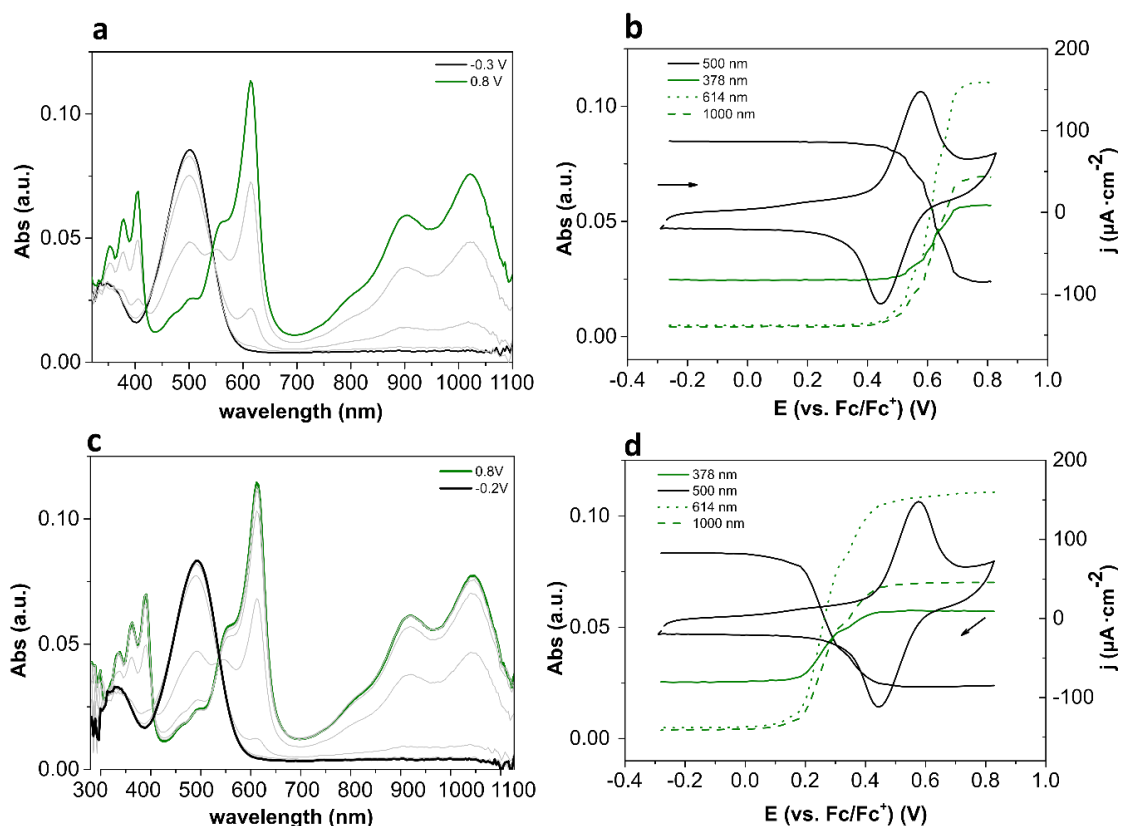 a
-0.3 V
0.8 V
Abs (a.u.)
0.10
0.05
0.00
400 500 600 700 800 900 1000 1100
wavelength (nm)
b
500 nm
378 nm
614 nm
1000 nm
Abs (a.u.)
0.10
0.05
0.00
200
100
0
-100
j (µA·cm-2)
-0.4 -0.2 0.0 0.2 0.4 0.6 0.8 1.0
E (vs. Fc/Fc+) (V)
c
0.8V
-0.2V
Abs (a.u.)
0.10
0.05
0.00
300 400 500 600 700 800 900 1000
wavelength (nm)
d
378 nm
500 nm
614 nm
1000 nm
Abs (a.u.)
0.10
0.05
0.00
200
100
0
-100
j (µA·cm-2)
-0.4 -0.2 0.0 0.2 0.4 0.6 0.8 1.0
E (vs. Fc/Fc+) (V)